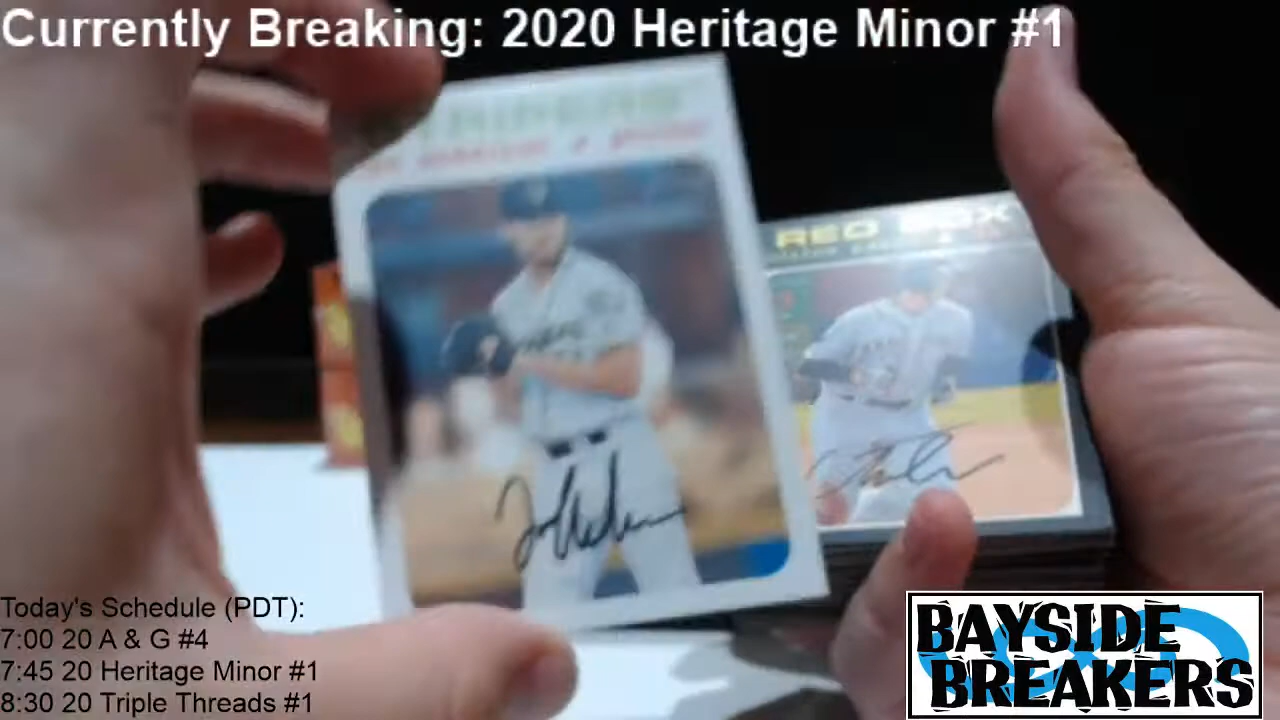 Currently Breaking: 2020 Heritage Minor #1
RED SOX
Today's Schedule (PDT):
7:00 20 A & G #4
7:45 20 Heritage Minor #1
8:30 20 Triple Threads #1
BAYSIDE
BREAKERS